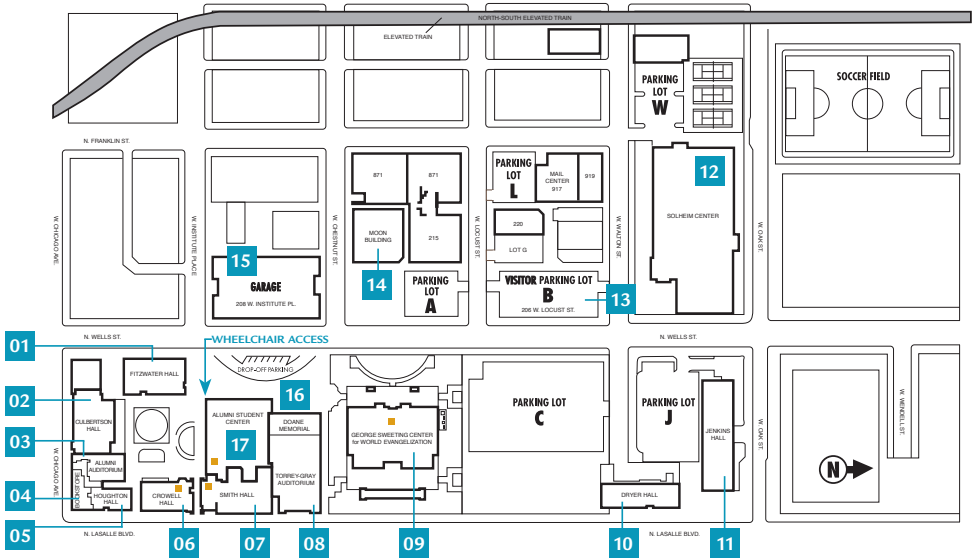 NORTH-SOUTH ELEVATED TRAIN
ELEVATED TRAIN
SOCCER FIELD
PARKING
LOT
W
N. FRANKLIN ST.
W. CHICAGO AVE.
W. INSTITUTE PLACE
W. CHESTNUT ST.
W. LOCUST ST.
W. WALTON ST.
W. OAK ST.
871
871
MOON
BUILDING
215
14
PARKING
LOT
A
PARKING
LOT
L
MAIL
CENTER
917
919
220
LOT G
VISITOR PARKING LOT
B
206 W. LOCUST ST.
13
12
SOLHEIM CENTER
15
GARAGE
208 W. INSTITUTE PL.
N. WELLS ST.
N. WELLS ST.
WHEELCHAIR ACCESS
DROP-OFF PARKING
01
FITZWATER HALL
02
CULBERTSON
HALL
03
ALUMNI
AUDITORIUM
04
BOOKSTORE
HOUGHTON
HALL
05
W. CHICAGO AVE.
CROWELL
HALL
06
ALUMNI STUDENT
CENTER
17
SMITH HALL
07
16
DOANE
MEMORIAL
TORREY-GRAY
AUDITORIUM
08
GEORGE SWEETING CENTER
for WORLD EVANGELIZATION
09
PARKING LOT
C
PARKING LOT
J
JENKINS
HALL
DRYER HALL
10
11
W. OAK ST.
W. WENDELL ST.
N
N. LASALLE BLVD.
N. LASALLE BLVD.